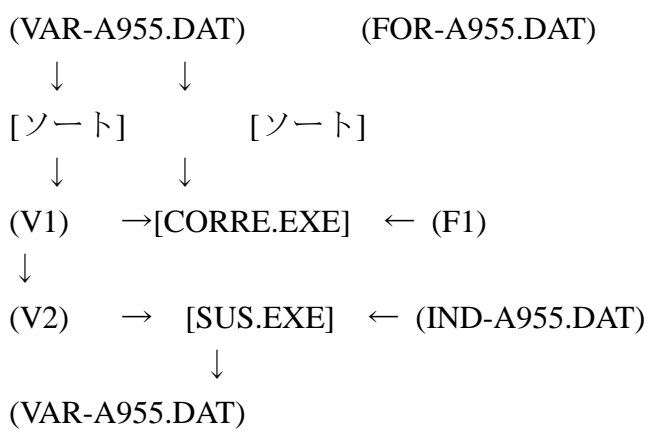 (VAR-A955.DAT) (FOR-A955.DAT)
↓ ↓
[ソート] [ソート]
↓ ↓
(V1) →[CORRE.EXE] ← (F1)
↓
(V2) → [SUS.EXE] ← (IND-A955.DAT)
↓
(VAR-A955.DAT)